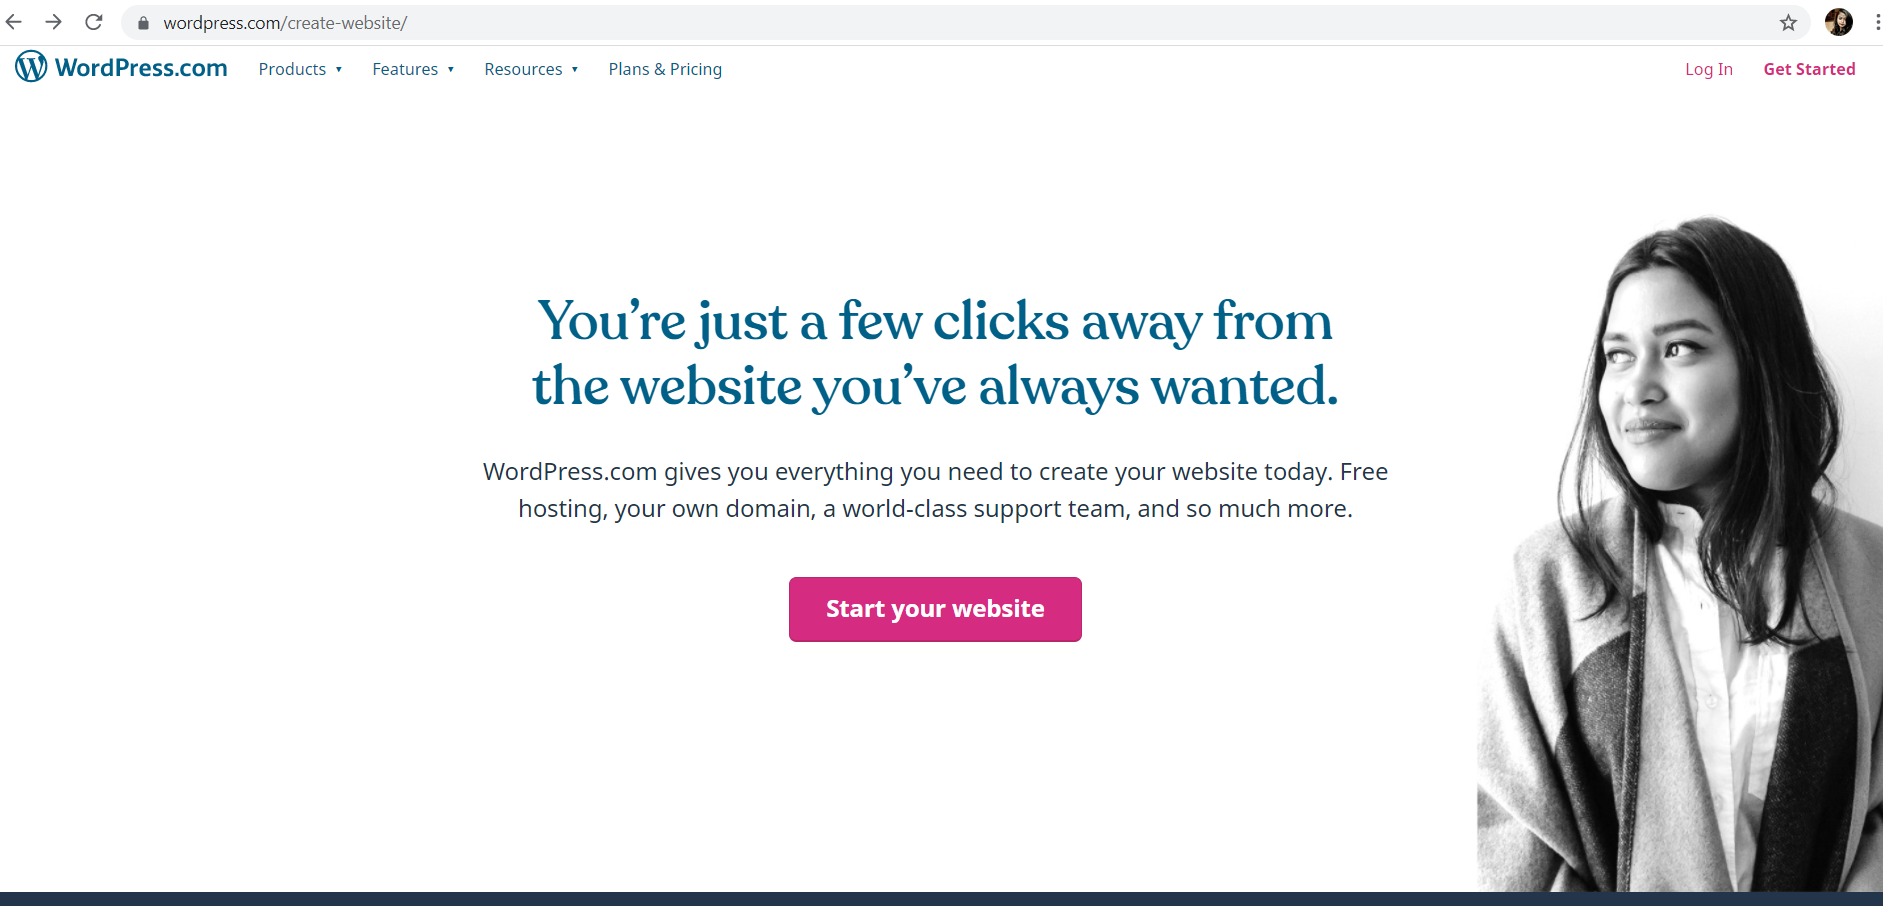 wordpress.com/create-website/
WordPress.com Products Features Resources Plans & Pricing Log In Get Started
You’re just a few clicks away from
the website you’ve always wanted.
WordPress.com gives you everything you need to create your website today. Free
hosting, your own domain, a world-class support team, and so much more.
Start your website